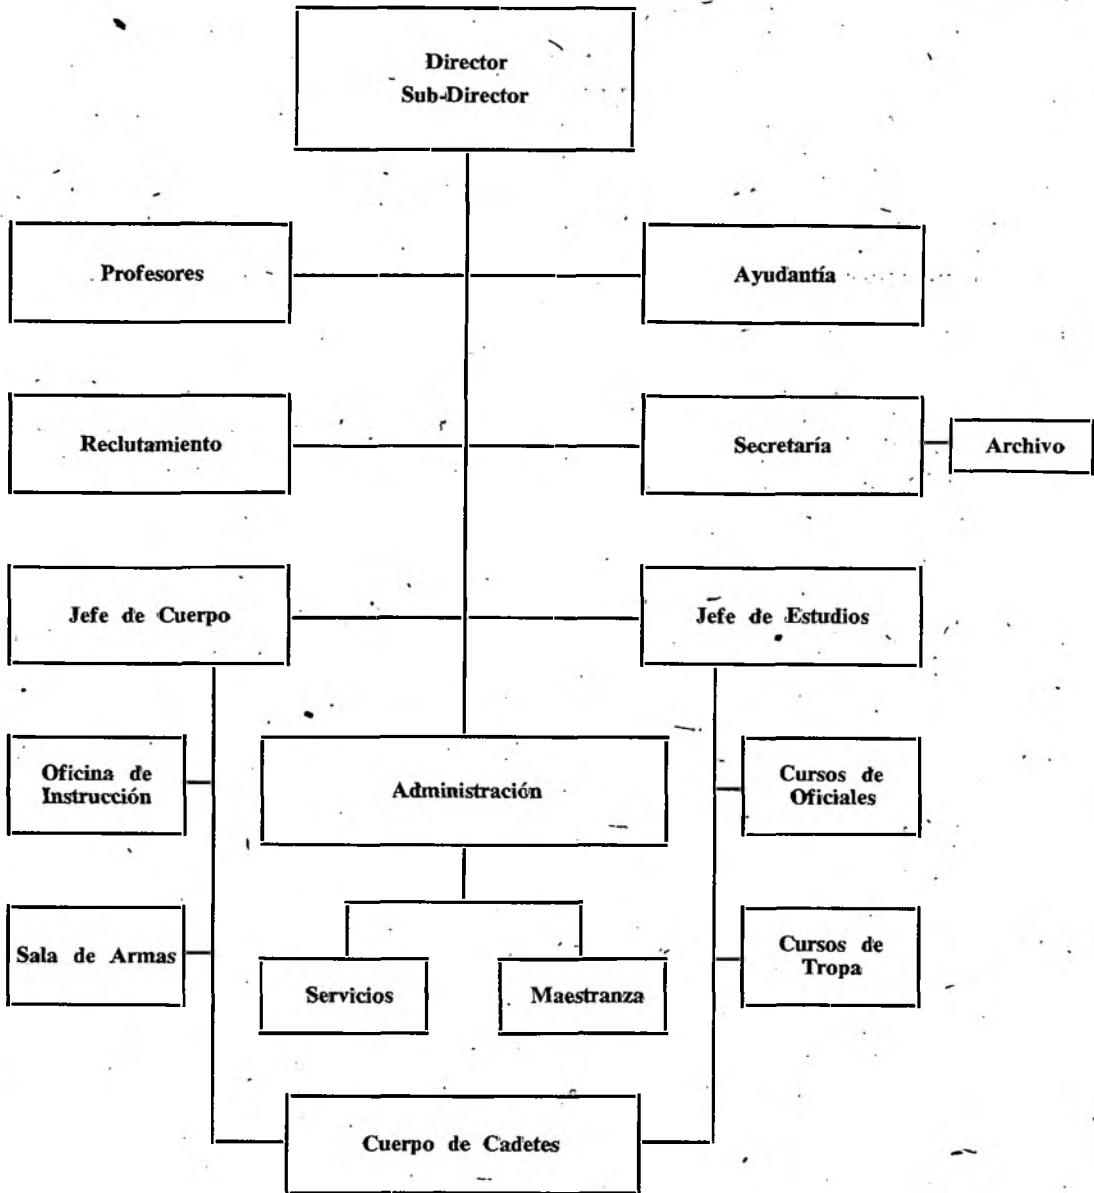 Director
Sub-Director
Profesores
Ayudantía
Reclutamiento
Secretaría
Archivo
Jefe de Cuerpo
Jefe de Estudios
Oficina de
Instrucción
Administración
Cursos de
Oficiales
Sala de Armas
Cursos de
Tropa
Servicios
Maestranza
Cuerpo de Cadetes